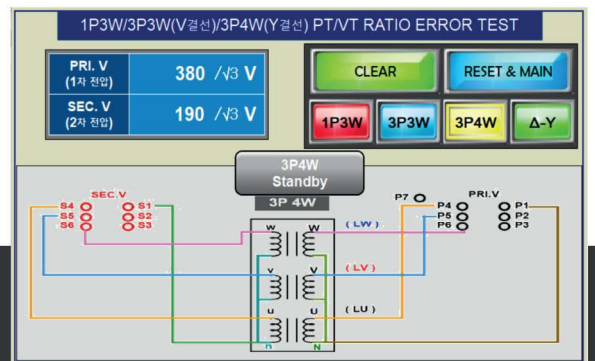 1P3W/3P3W(V결선)/3P4W(Y결선) PT/VT RATIO ERROR TEST
PRI. V
(1차 전압)
380 /√3 V
SEC. V
(2차 전압)
190 /√3 V
CLEAR
RESET & MAIN
1P3W
3P3W
3P4W
Δ-Y
3P4W
Standby
3P 4W
SEC.V
S4 S1
S5 S2
S6 S3
P7
PRI.V
P4 P1
P5 P2
P6 P3
w W (LW)
v V (LV)
u U (LU)
n N